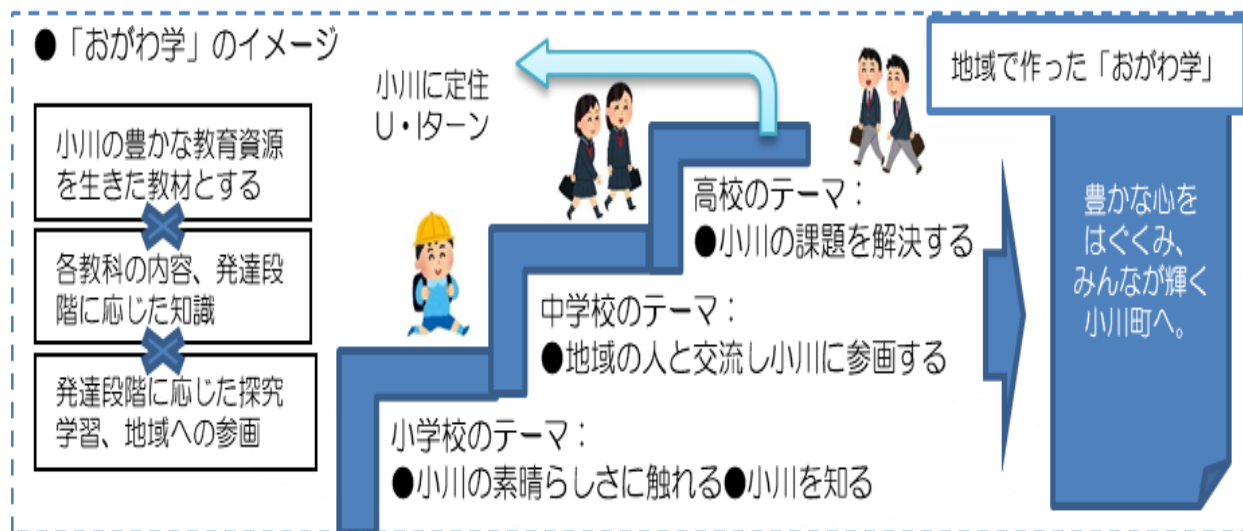 ●「おがわ学」のイメージ
小川の豊かな教育資源
を生きた教材とする
各教科の内容、発達段
階に応じた知識
発達段階に応じた探究
学習、地域への参画
小川に定住
U・Iターン
高校のテーマ：
●小川の課題を解決する
中学校のテーマ：
●地域の人と交流し小川に参画する
小学校のテーマ：
●小川の素晴らしさに触れる●小川を知る
地域で作った「おがわ学」
豊かな心を
はぐくみ、
みんなが輝く
小川町へ。